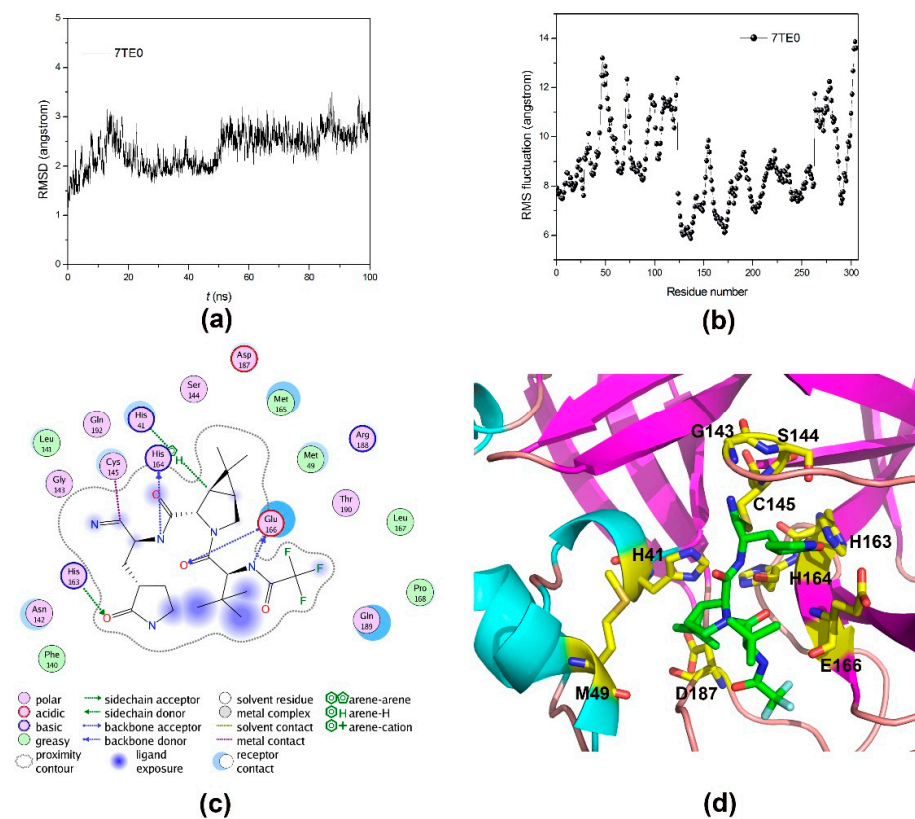 5
4
3
2
1
0
7TE0
RMSD (angstrom)
0 20 40 60 80 100
t (ns)
(a)
14
12
10
8
6
7TE0
RMS fluctuation (angstrom)
0 50 100 150 200 250 300
Residue number
(b)
Asp
187
Ser
144
Met
165
His
41
Gln
192
Arg
188
Leu
141
His
164
H
Met
49
Cys
145
Gly
143
Thr
190
Glu
166
Leu
167
N
N
O
N
O
N
F
F
F
O
His
163
Pro
168
Asn
142
O
N
Gln
189
Phe
140
polar
acidic
basic
greasy
proximity
contour
sidechain acceptor
sidechain donor
backbone acceptor
backbone donor
ligand
exposure
solvent residue
metal complex
solvent contact
metal contact
receptor
contact
arene-arene
H arene-H
+ arene-cation
(c)
G143
S144
C145
H41
H163
H164
E166
M49
D187
(d)